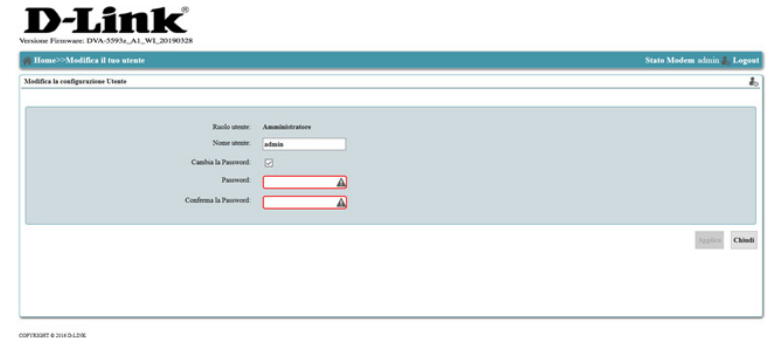 D-Link®
Versione Firmware: DVA-5593z_A1_WI_20190328
Home>>Modifica il tuo utente
Stato Modem admin Logout
Modifica la configurazione Utente
Ruolo utente: Amministratore
Nome utente: admin
Cambia la Password:
Password:
Conferma la Password:
Applica Chiudi
COPYRIGHT © 2016 D-LINK